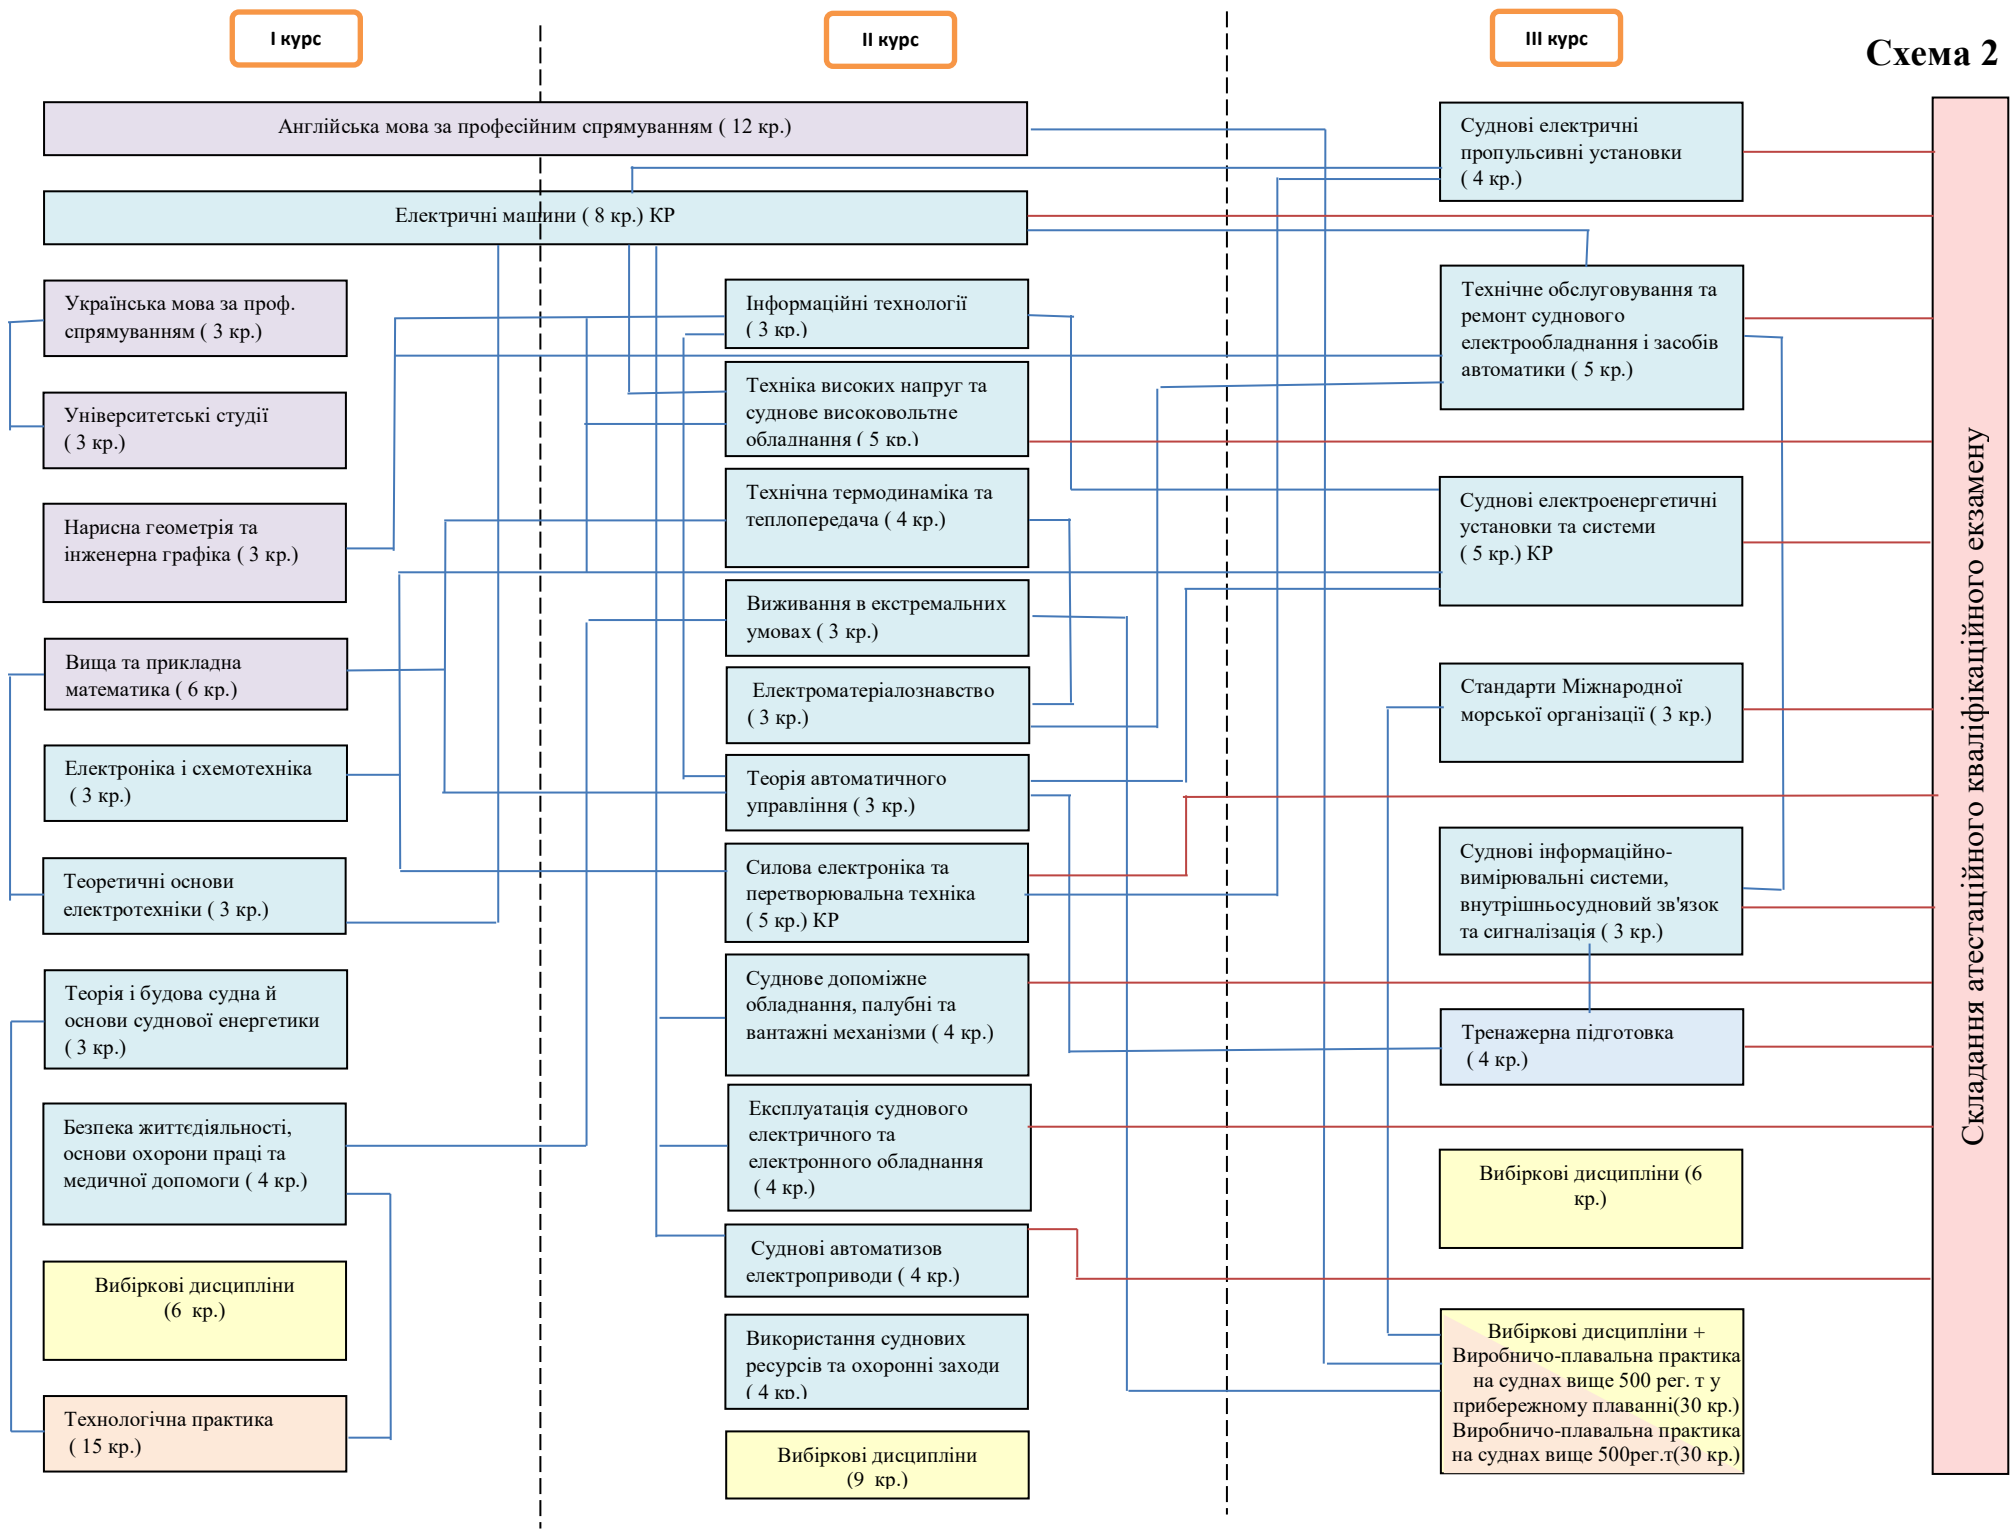 І курс
ІІ курс
ІІІ курс
Схема 2
Англійська мова за професійним спрямуванням ( 12 кр.)
Електричні машини ( 8 кр.) КР
Українська мова за проф.
спрямуванням ( 3 кр.)
Університетські студії
( 3 кр.)
Нарисна геометрія та
інженерна графіка ( 3 кр.)
Вища та прикладна
математика ( 6 кр.)
Електроніка і схемотехніка
( 3 кр.)
Теоретичні основи
електротехніки ( 3 кр.)
Теорія і будова судна й
основи суднової енергетики
( 3 кр.)
Безпека життєдіяльності,
основи охорони праці та
медичної допомоги ( 4 кр.)
Вибіркові дисципліни
(6 кр.)
Технологічна практика
( 15 кр.)
Інформаційні технології
( 3 кр.)
Техніка високих напруг та
суднове високовольтне
обладнання ( 5 кр.)
Технічна термодинаміка та
теплопередача ( 4 кр.)
Виживання в екстремальних
умовах ( 3 кр.)
Електроматеріалознавство
( 3 кр.)
Теорія автоматичного
управління ( 3 кр.)
Силова електроніка та
перетворювальна техніка
( 5 кр.) КР
Суднове допоміжне
обладнання, палубні та
вантажні механізми ( 4 кр.)
Експлуатація суднового
електричного та
електронного обладнання
( 4 кр.)
Суднові автоматизов
електроприводи ( 4 кр.)
Використання суднових
ресурсів та охоронні заходи
( 4 кр.)
Вибіркові дисципліни
(9 кр.)
Суднові електричні
пропульсивні установки
( 4 кр.)
Технічне обслуговування та
ремонт суднового
електрообладнання і засобів
автоматики ( 5 кр.)
Суднові електроенергетичні
установки та системи
( 5 кр.) КР
Стандарти Міжнародної
морської організації ( 3 кр.)
Суднові інформаційно-
вимірювальні системи,
внутрішньосудновий зв'язок
та сигналізація ( 3 кр.)
Тренажерна підготовка
( 4 кр.)
Вибіркові дисципліни (6
кр.)
Вибіркові дисципліни +
Виробничо-плавальна практика
на суднах вище 500 рег. т у
прибережному плаванні(30 кр.)
Виробничо-плавальна практика
на суднах вище 500рег.т(30 кр.)
Складання атестаційного кваліфікаційного екзамену